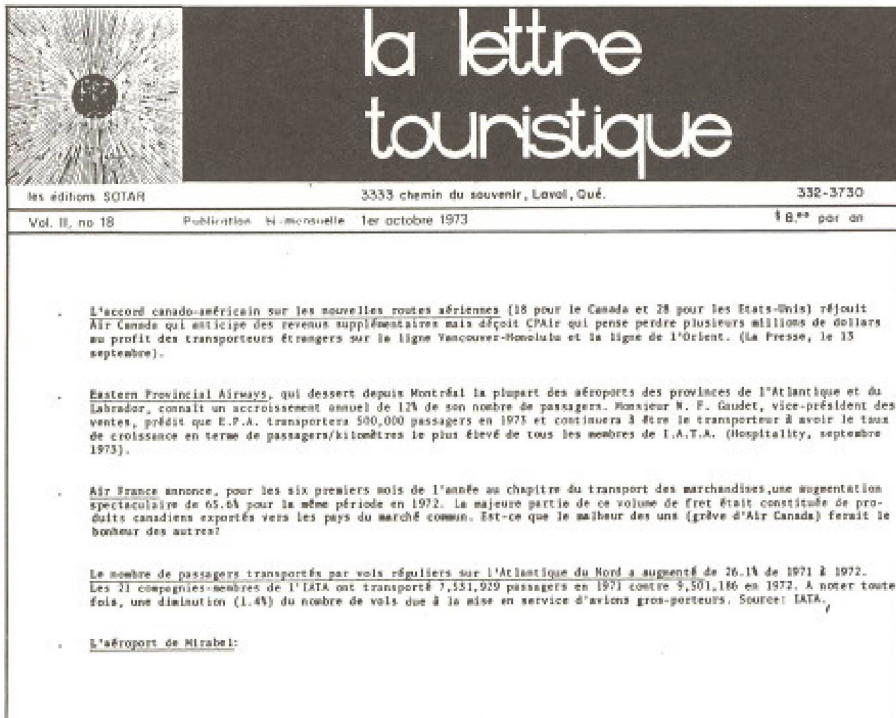 la lettre
touristique
les éditions SOTAR 3333 chemin du souvenir, Laval, Qué. 332-3730
Vol. II, no 18 Publication bi-mensuelle 1er octobre 1973 $ 8.00 par an
. L'accord canado-américain sur les nouvelles routes aériennes (18 pour le Canada et 28 pour les Etats-Unis) réjouit
Air Canada qui anticipe des revenus supplémentaires mais déçoit CPAir qui pense perdre plusieurs millions de dollars
au profit des transporteurs étrangers sur la ligne Vancouver-Honolulu et la ligne de l'Orient. (La Presse, le 13
septembre).
. Eastern Provincial Airways, qui dessert depuis Montréal la plupart des aéroports des provinces de l'Atlantique et du
Labrador, connaît un accroissement annuel de 12% de son nombre de passagers. Monsieur W. F. Gaudet, vice-président des
ventes, prédit que E.P.A. transportera 500,000 passagers en 1973 et continuera à être le transporteur à avoir le taux
de croissance en terme de passagers/kilomètres le plus élevé de tous les membres de I.A.T.A. (Hospitality, septembre
1973).
. Air France annonce, pour les six premiers mois de l'année au chapitre du transport des marchandises,une augmentation
spectaculaire de 65.6% pour la même période en 1972. La majeure partie de ce volume de fret était constituée de pro-
duits canadiens exportés vers les pays du marché commun. Est-ce que le malheur des uns (grève d'Air Canada) ferait le
bonheur des autres?
Le nombre de passagers transportés par vols réguliers sur l'Atlantique du Nord a augmenté de 26.1% de 1971 à 1972.
Les 21 compagnies-membres de l'IATA ont transporté 7,531,929 passagers en 1971 contre 9,501,186 en 1972. A noter toute
fois, une diminution (1.4%) du nombre de vols due à la mise en service d'avions gros-porteurs. Source: IATA.
. L'aéroport de Mirabel: